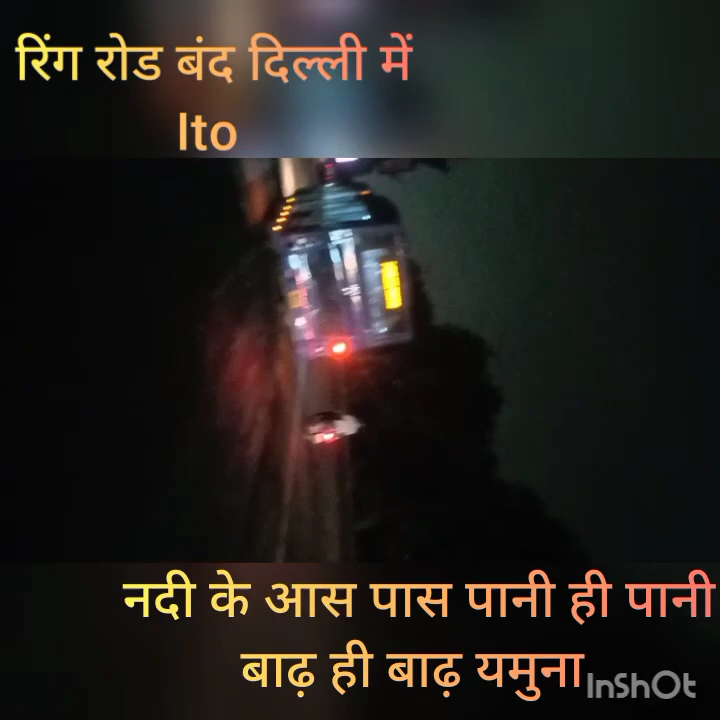 रिंग रोड बंद दिल्ली में
Ito
नदी के आस पास पानी ही पानी
बाढ़ ही बाढ़ यमुना
InShOt